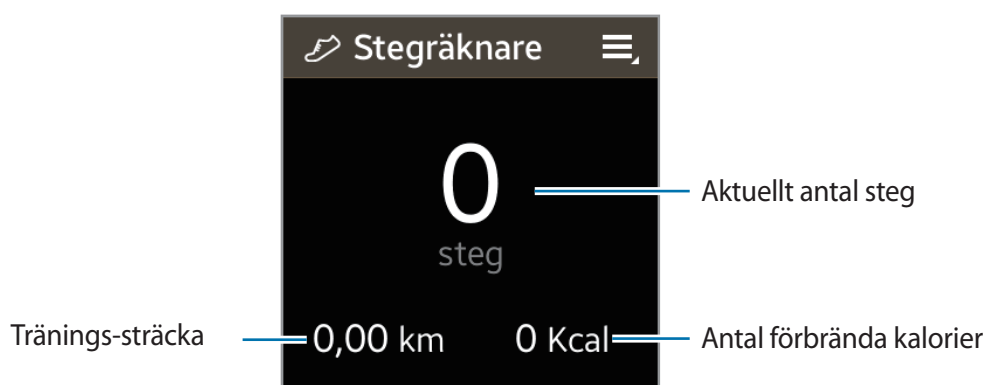 Stegräknare
0
Aktuellt antal steg
steg
Tränings-sträcka
0,00 km
0 Kcal
Antal förbrända kalorier